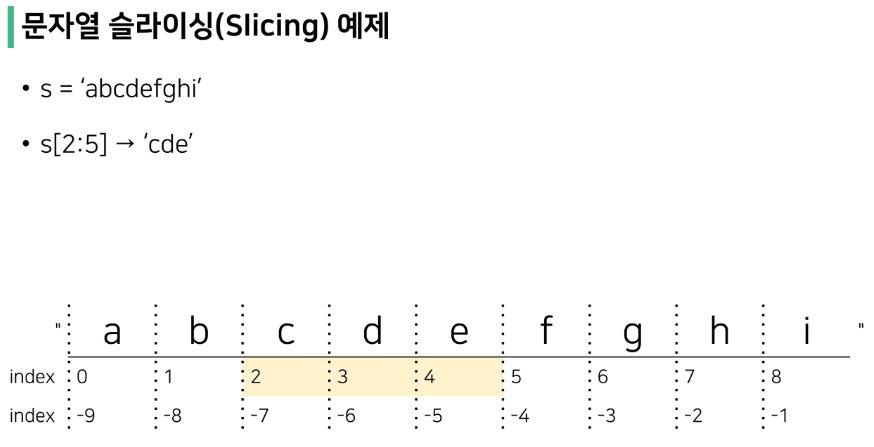 문자열 슬라이싱(Slicing) 예제
• s = ‘abcdefghi’
• s[2:5] → ‘cde’
" a b c d e f g h i "
index 0 1 2 3 4 5 6 7 8
index -9 -8 -7 -6 -5 -4 -3 -2 -1